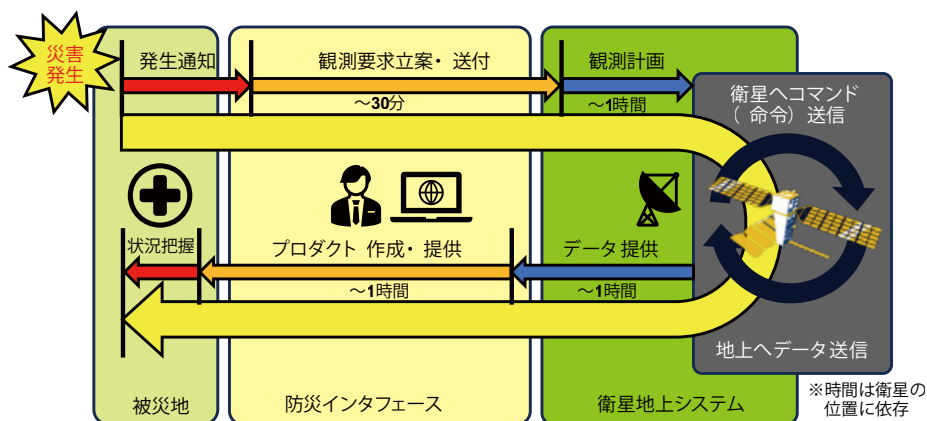 災害
発生
発生通知
観測要求立案・送付
観測計画
～30分
～1時間
衛星へコマンド
（命令）送信
状況把握
プロダクト 作成・提供
データ提供
～1時間
～1時間
地上へデータ送信
被災地
防災インタフェース
衛星地上システム
※時間は衛星の
位置に依存